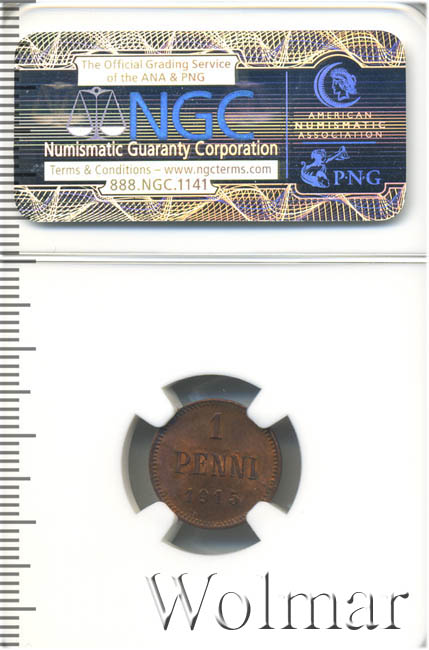 The Official Grading Service
of the ANA & PNG
NGC
Numismatic Guaranty Corporation
Terms & Conditions – www.ngcterms.com
888.NGC.1141
AMERICAN
NUMISMATIC
ASSOCIATION
P·N·G
1
PENNI
1915
Wolmar